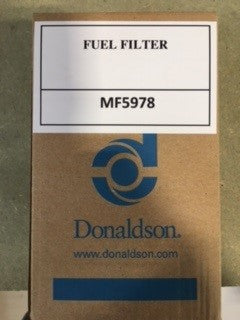 FUEL FILTER
MF5978
Donaldson.
www.donaldson.com